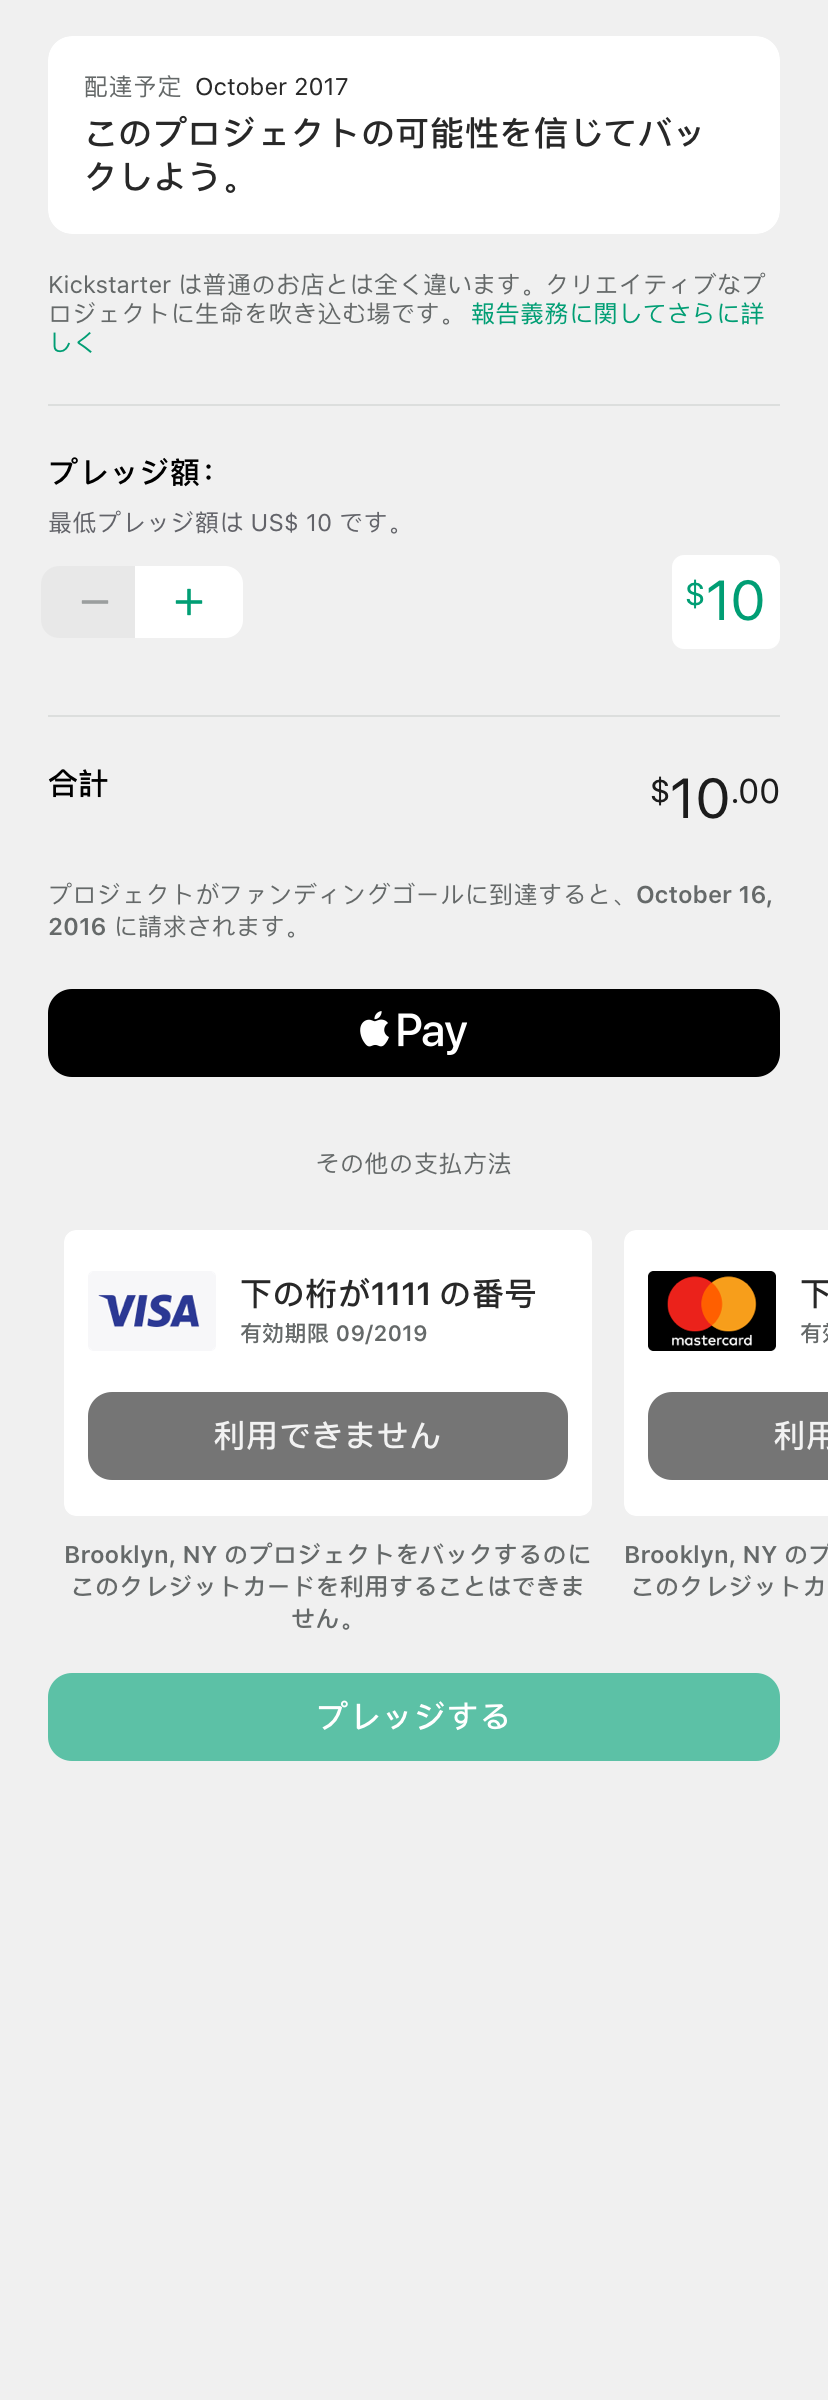 配達予定 October 2017
このプロジェクトの可能性を信じてバッ
クしよう。
Kickstarter は普通のお店とは全く違います。クリエイティブなプ
ロジェクトに生命を吹き込む場です。 報告義務に関してさらに詳
しく
プレッジ額：
最低プレッジ額は US$ 10 です。
− + $10
合計 $10.00
プロジェクトがファンディングゴールに到達すると、October 16,
2016 に請求されます。
Pay
その他の支払方法
VISA 下の桁が1111 の番号
有効期限 09/2019
利用できません
Brooklyn, NY のプロジェクトをバックするのに
このクレジットカードを利用することはできま
せん。
mastercard 下
有効
利用
Brooklyn, NY のプ
このクレジットカ
プレッジする